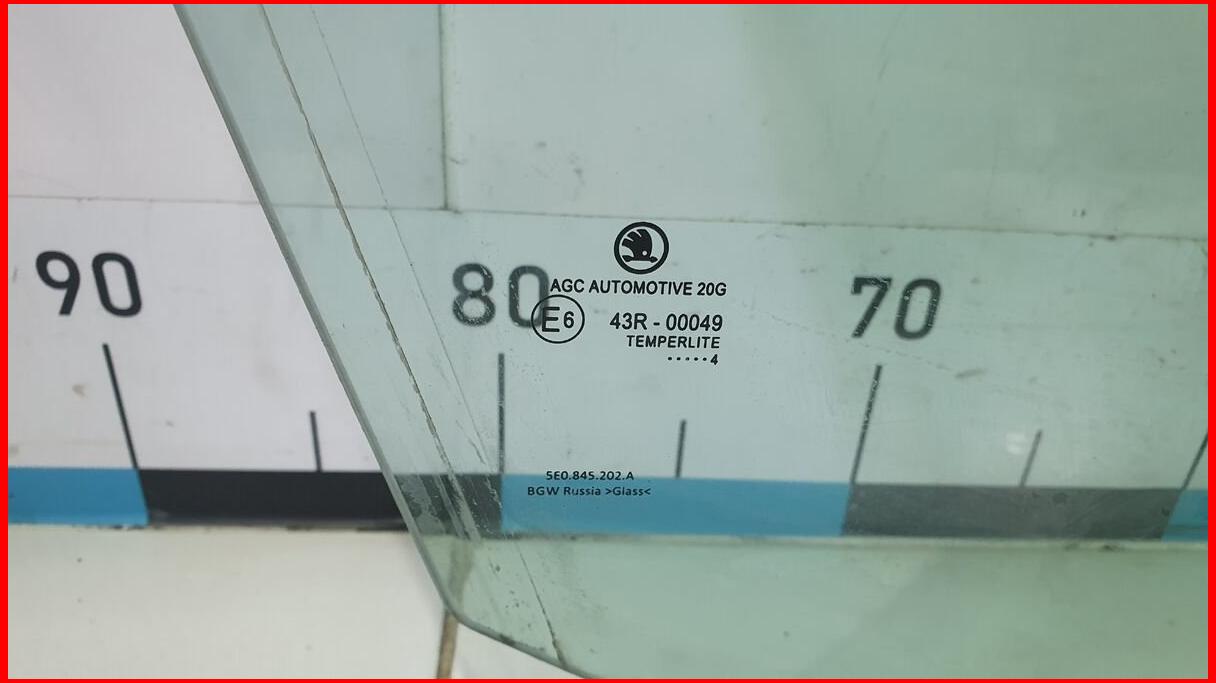 90 80 70
AGC AUTOMOTIVE 20G
E6 43R - 00049
TEMPERLITE
.....4
5E0.845.202.A
BGW Russia >Glass<